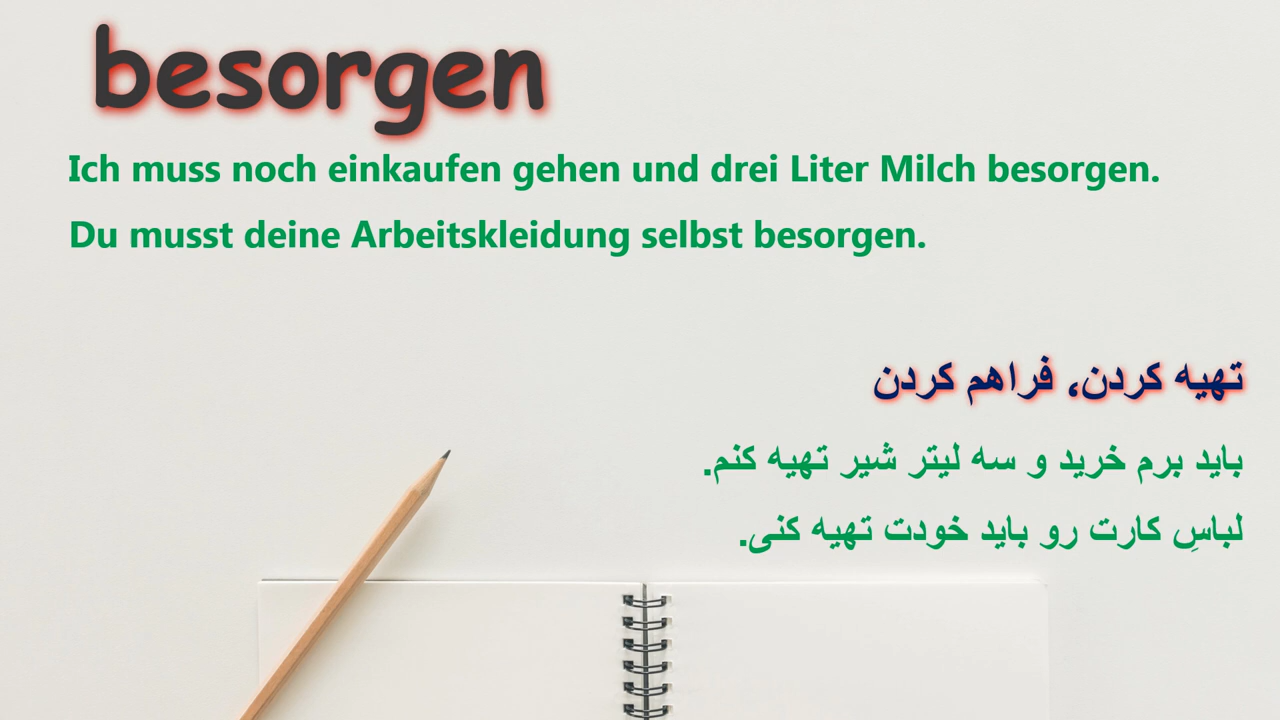 besorgen
Ich muss noch einkaufen gehen und drei Liter Milch besorgen.
Du musst deine Arbeitskleidung selbst besorgen.
تهیه کردن، فراهم کردن
باید برم خرید و سه لیتر شیر تهیه کنم.
لباسِ کارت رو باید خودت تهیه کنی.